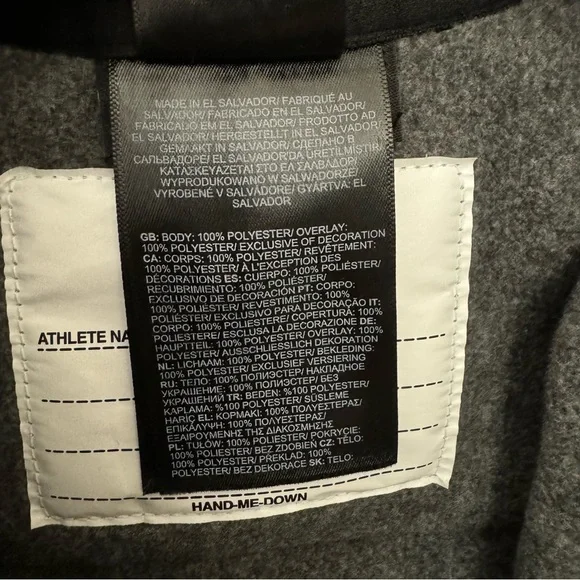 MADE IN EL SALVADOR/ FABRIQUÉ AU
SALVADOR/ FABRICADO EN EL SALVADOR/
FABRICADO EM EL SALVADOR/ PRODOTTO AD
EL SALVADOR/ HERGESTELLT IN EL SALVADOR/
GEMAAKT IN SALVADOR/ СДЕЛАНО В
САЛЬВАДОРЕ/ EL SALVADOR'DA ÜRETİLMİŞTİR/
ΚΑΤΑΣΚΕΥΑΖΕΤΑΙ ΣΤΟ ΕΛ ΣΑΛΒΑΔΟΡ/
WYPRODUKOWANO W SALWADORZE/
VYROBENÉ V SALVADORE/ GYÁRTVA: EL
SALVADOR
GB: BODY: 100% POLYESTER/ OVERLAY:
100% POLYESTER/ EXCLUSIVE OF DECORATION
CA: CORPS: 100% POLYESTER/ REVÊTEMENT:
100% POLYESTER/ À L'EXCEPTION DES
DÉCORATIONS ES: CUERPO: 100% POLIÉSTER/
RECUBRIMIENTO: 100% POLIÉSTER/
EXCLUSIVO DE DECORACIÓN PT: CORPO:
100% POLIÉSTER/ REVESTIMENTO: 100%
POLIÉSTER/ EXCLUSIVO PARA DECORAÇÃO IT:
CORPO: 100% POLIESTERE/ COPERTURA: 100%
POLIESTERE/ ESCLUSA LA DECORAZIONE DE:
HAUPTTEIL: 100% POLYESTER/ OVERLAY: 100%
POLYESTER/ AUSSCHLIESSLICH DEKORATION
NL: LICHAAM: 100% POLYESTER/ BEKLEDING:
100% POLYESTER/ EXCLUSIEF VERSIERING
RU: ТЕЛО: 100% ПОЛИЭСТЕР/ НАКЛАДНОЕ
УКРАШЕНИЕ: 100% ПОЛИЭСТЕР/ БЕЗ
УКРАШЕНИЙ TR: BEDEN: %100 POLYESTER/
KAPLAMA: %100 POLYESTER/ SÜSLEME
HARİÇ EL: ΚΟΡΜΑΚΙ: 100% ΠΟΛΥΕΣΤΕΡΑΣ/
ΕΠΙΚΑΛΥΨΗ: 100% ΠΟΛΥΕΣΤΕΡΑΣ/
ΕΞΑΙΡΟΥΜΕΝΗΣ ΤΗΣ ΔΙΑΚΟΣΜΗΣΗΣ
PL: TUŁÓW: 100% POLIESTER/ POKRYCIE:
100% POLIESTER/ BEZ ZDOBIEN CZ: TĚLO:
100% POLYESTER/ PŘEKLAD: 100%
POLYESTER/ BEZ DEKORACE SK: TELO:
ATHLETE NA
HAND-ME-DOWN